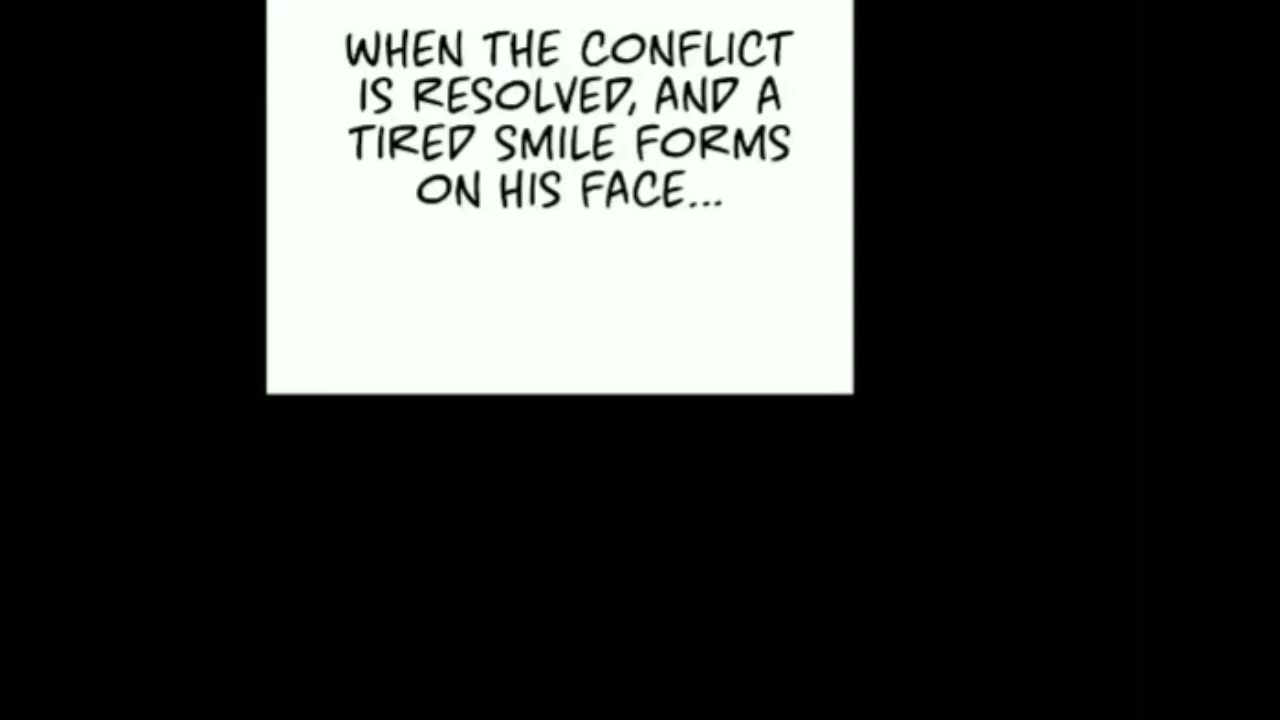 WHEN THE CONFLICT
IS RESOLVED, AND A
TIRED SMILE FORMS
ON HIS FACE...